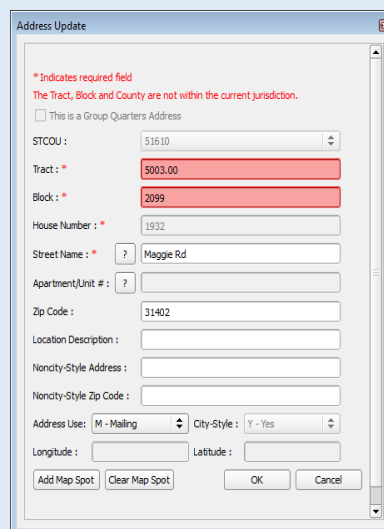 Address Update
* Indicates required field
The Tract, Block and County are not within the current jurisdiction.
This is a Group Quarters Address
STCOU : 51610
Tract : * 5003.00
Block : * 2099
House Number : * 1932
Street Name : * ? Maggie Rd
Apartment/Unit # : ?
Zip Code : 31402
Location Description :
Noncity-Style Address :
Noncity-Style Zip Code :
Address Use: M - Mailing City-Style : Y - Yes
Longitude : Latitude :
Add Map Spot Clear Map Spot OK Cancel